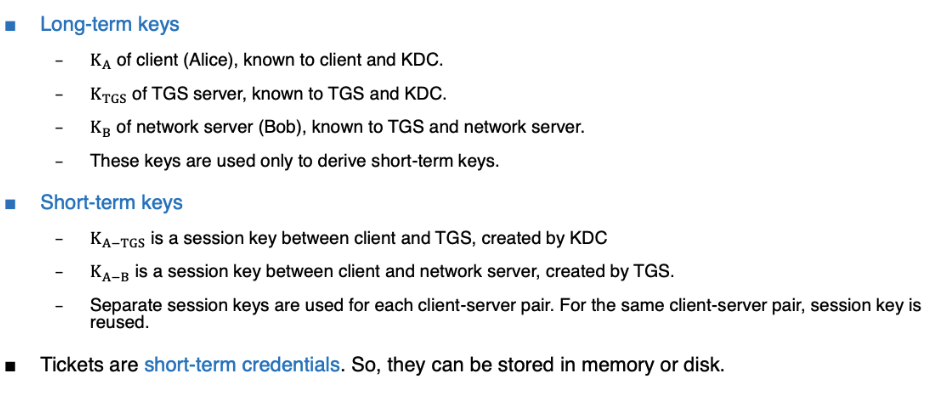 ■ Long-term keys
– K_A of client (Alice), known to client and KDC.
– K_TGS of TGS server, known to TGS and KDC.
– K_B of network server (Bob), known to TGS and network server.
– These keys are used only to derive short-term keys.
■ Short-term keys
– K_A−TGS is a session key between client and TGS, created by KDC
– K_A−B is a session key between client and network server, created by TGS.
– Separate session keys are used for each client-server pair. For the same client-server pair, session key is
reused.
■ Tickets are short-term credentials. So, they can be stored in memory or disk.